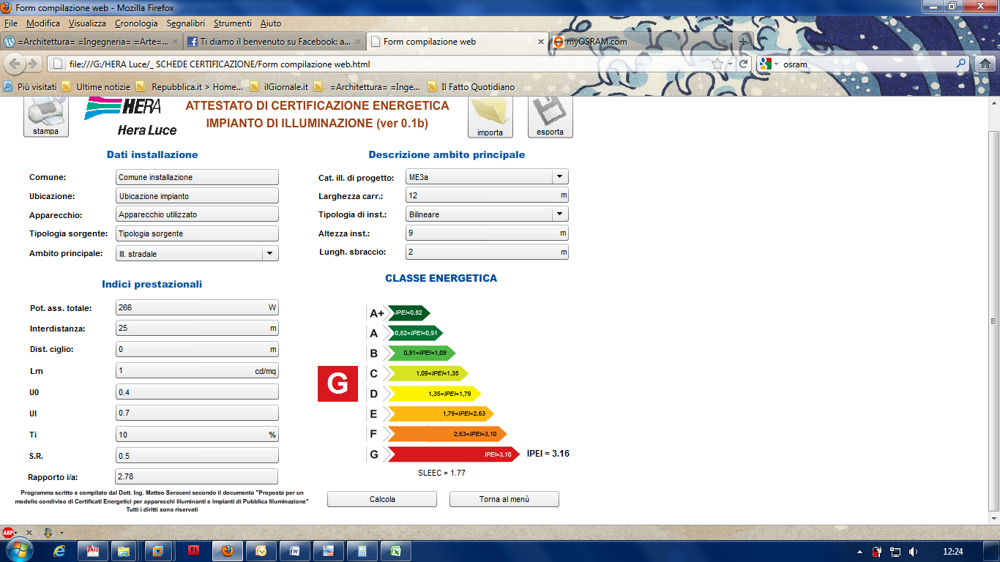 Form compilazione web - Mozilla Firefox
File Modifica Visualizza Cronologia Segnalibri Strumenti Aiuto
=Architettura= =Ingegneria= =Arte=... Ti diamo il benvenuto su Facebook: a... Form compilazione web myOSRAM.com
file:///G:/HERA Luce/_ SCHEDE CERTIFICAZIONE/Form compilazione web.html osram
Più visitati Ultime notizie Repubblica.it > Home... ilGiornale.it =Architettura= =Inge... Il Fatto Quotidiano
HERA
Hera Luce
ATTESTATO DI CERTIFICAZIONE ENERGETICA
IMPIANTO DI ILLUMINAZIONE (ver 0.1b)
stampa importa esporta
Dati installazione
Comune: Comune installazione
Ubicazione: Ubicazione impianto
Apparecchio: Apparecchio utilizzato
Tipologia sorgente: Tipologia sorgente
Ambito principale: Ill. stradale
Descrizione ambito principale
Cat. ill. di progetto: ME3a
Larghezza carr.: 12 m
Tipologia di inst.: Bilineare
Altezza inst.: 9 m
Lungh. sbraccio: 2 m
Indici prestazionali
Pot. ass. totale: 266 W
Interdistanza: 25 m
Dist. ciglio: 0 m
Lm 1 cd/mq
U0 0.4
UI 0.7
Ti 10 %
S.R. 0.5
Rapporto i/a: 2.78
Programma scritto e compilato dal Dott. Ing. Matteo Seraceni secondo il documento "Proposta per un
modello condiviso di Certificati Energetici per apparecchi illuminanti e impianti di Pubblica Illuminazione"
Tutti i diritti sono riservati
CLASSE ENERGETICA
G
A+ IPEI<0,82
A 0,82<IPEI<0,91
B 0,91<IPEI<1,09
C 1,09<IPEI<1,35
D 1,35<IPEI<1,79
E 1,79<IPEI<2,63
F 2,63<IPEI<3,10
G IPEI>3,10 IPEI = 3.16
SLEEC = 1.77
Calcola Torna al menù
ABP
A10 Fl 12:24